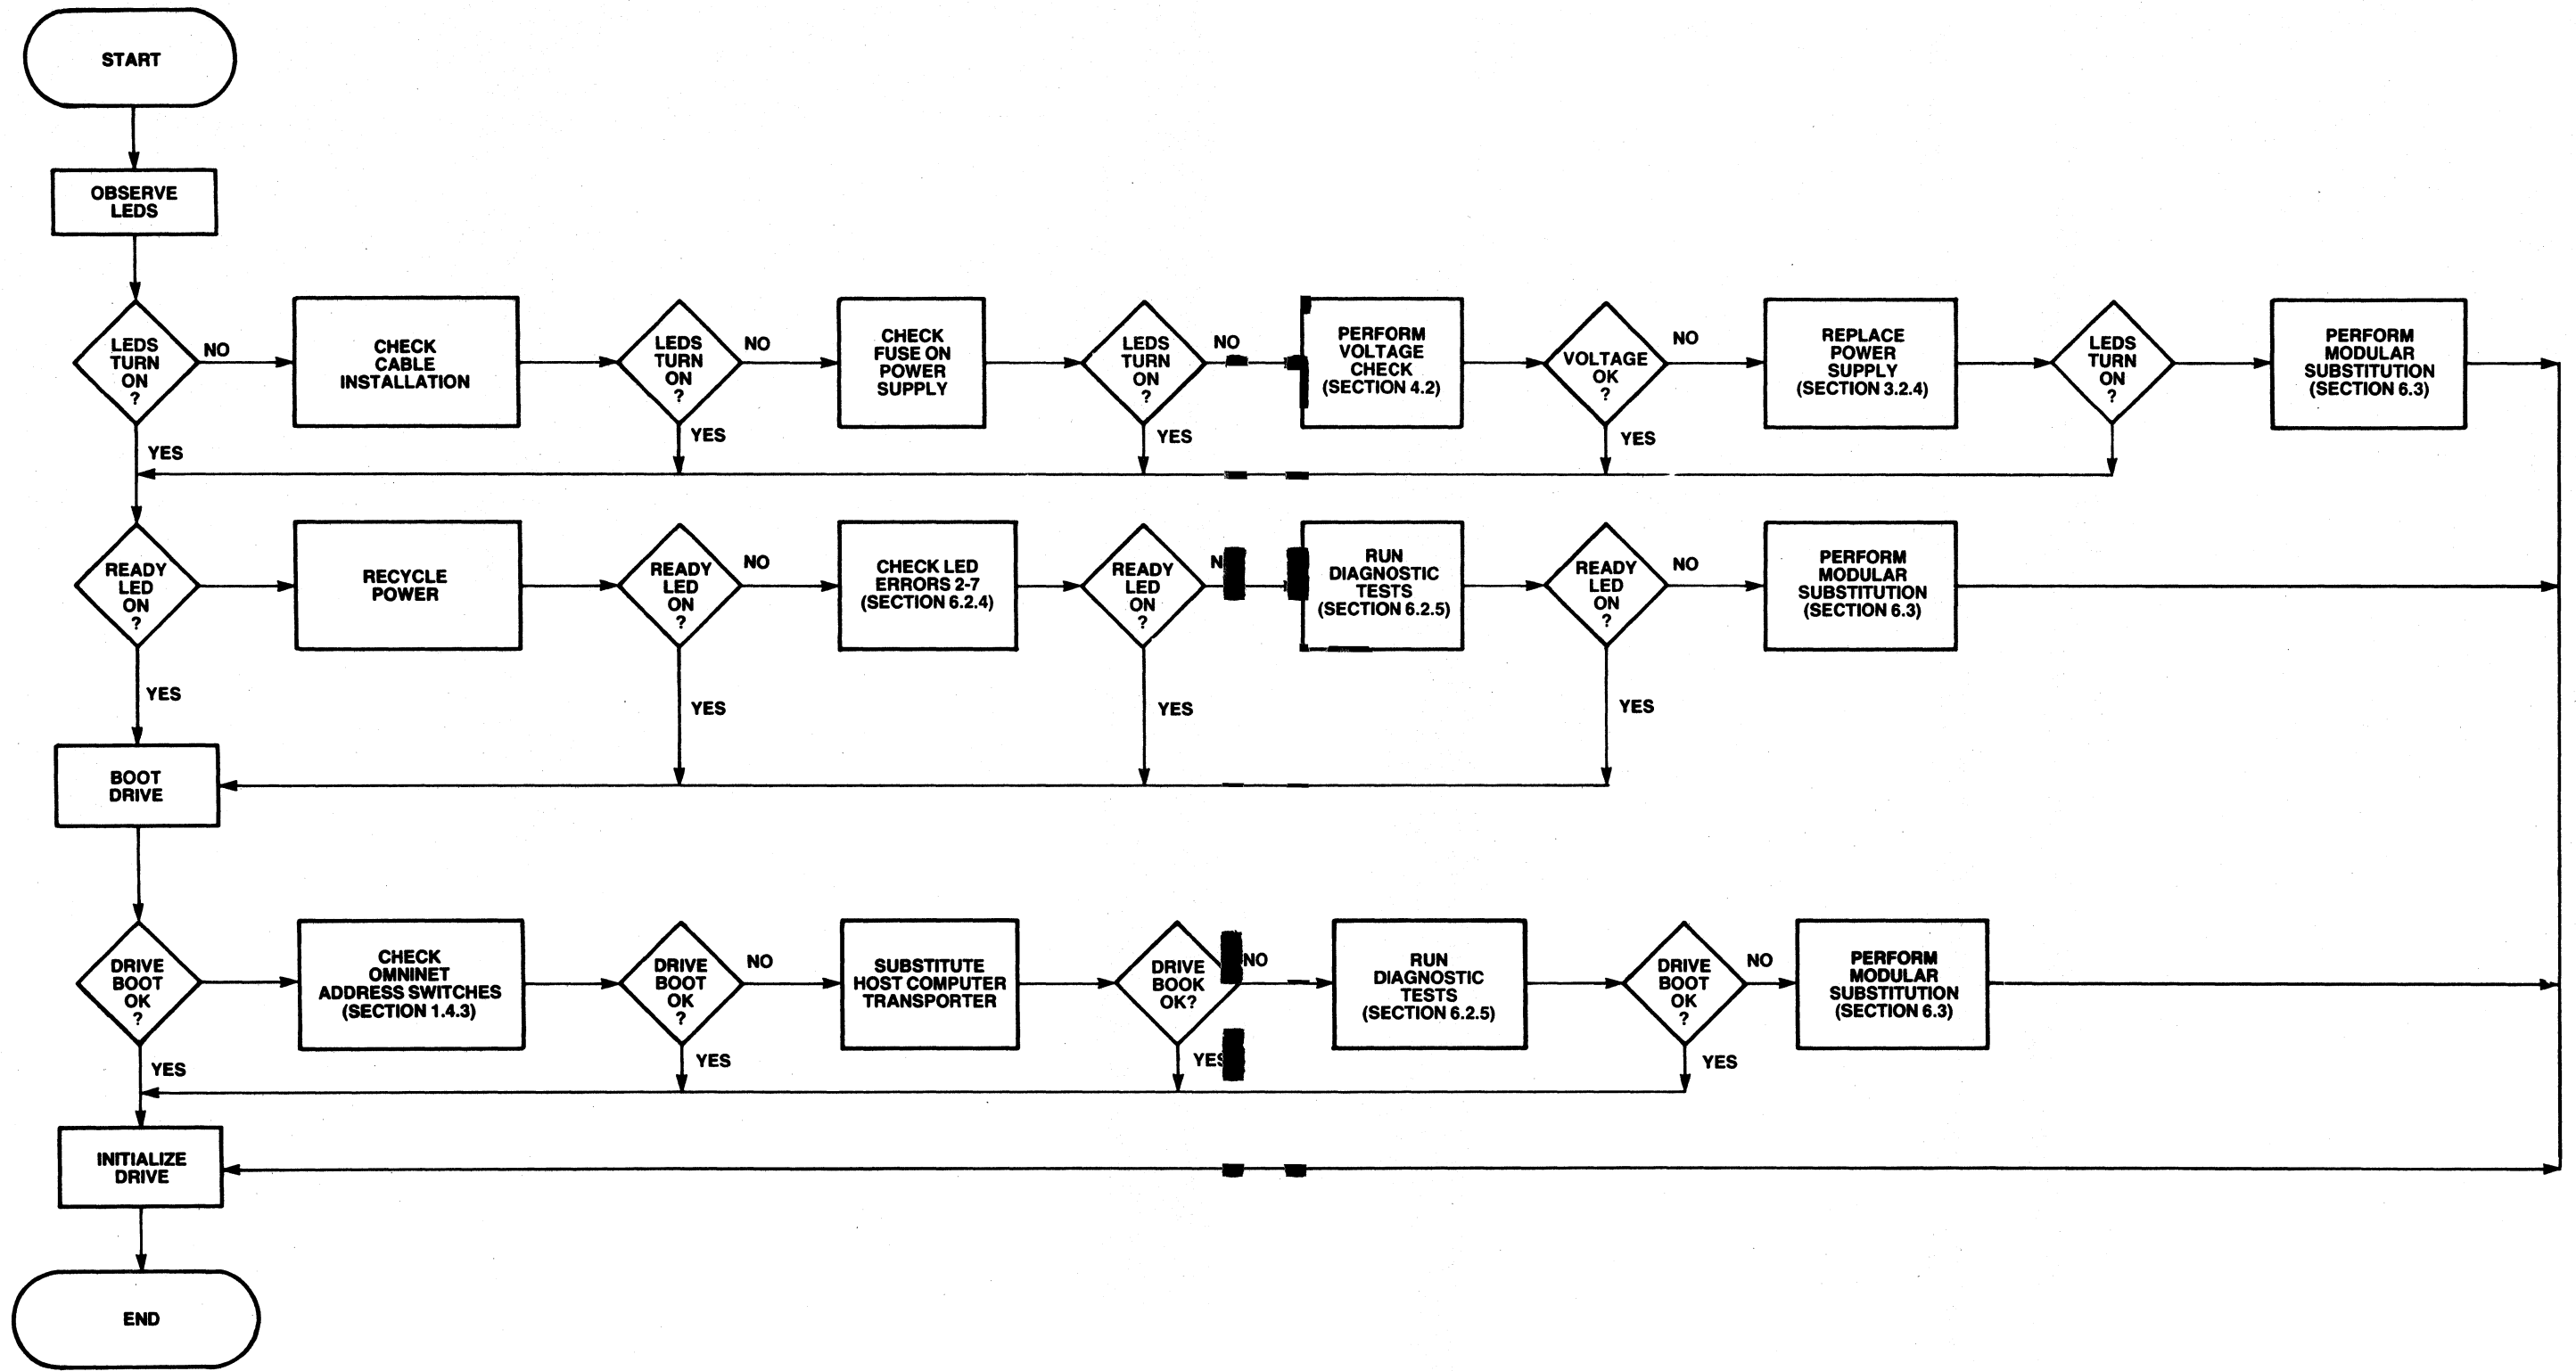 START
OBSERVE
LEDS
LEDS
TURN
ON
?
NO
YES
CHECK
CABLE
INSTALLATION
LEDS
TURN
ON
?
NO
YES
CHECK
FUSE ON
POWER
SUPPLY
LEDS
TURN
ON
?
NO
YES
PERFORM
VOLTAGE
CHECK
(SECTION 4.2)
VOLTAGE
OK
?
NO
YES
REPLACE
POWER
SUPPLY
(SECTION 3.2.4)
LEDS
TURN
ON
?
PERFORM
MODULAR
SUBSTITUTION
(SECTION 6.3)
READY
LED
ON
?
YES
RECYCLE
POWER
READY
LED
ON
?
NO
YES
CHECK LED
ERRORS 2-7
(SECTION 6.2.4)
READY
LED
ON
?
YES
RUN
DIAGNOSTIC
TESTS
(SECTION 6.2.5)
READY
LED
ON
?
NO
YES
PERFORM
MODULAR
SUBSTITUTION
(SECTION 6.3)
BOOT
DRIVE
DRIVE
BOOT
OK
?
YES
CHECK
OMNINET
ADDRESS SWITCHES
(SECTION 1.4.3)
DRIVE
BOOT
OK
?
NO
YES
SUBSTITUTE
HOST COMPUTER
TRANSPORTER
DRIVE
BOOK
OK?
NO
YES
RUN
DIAGNOSTIC
TESTS
(SECTION 6.2.5)
DRIVE
BOOT
OK
?
NO
YES
PERFORM
MODULAR
SUBSTITUTION
(SECTION 6.3)
INITIALIZE
DRIVE
END